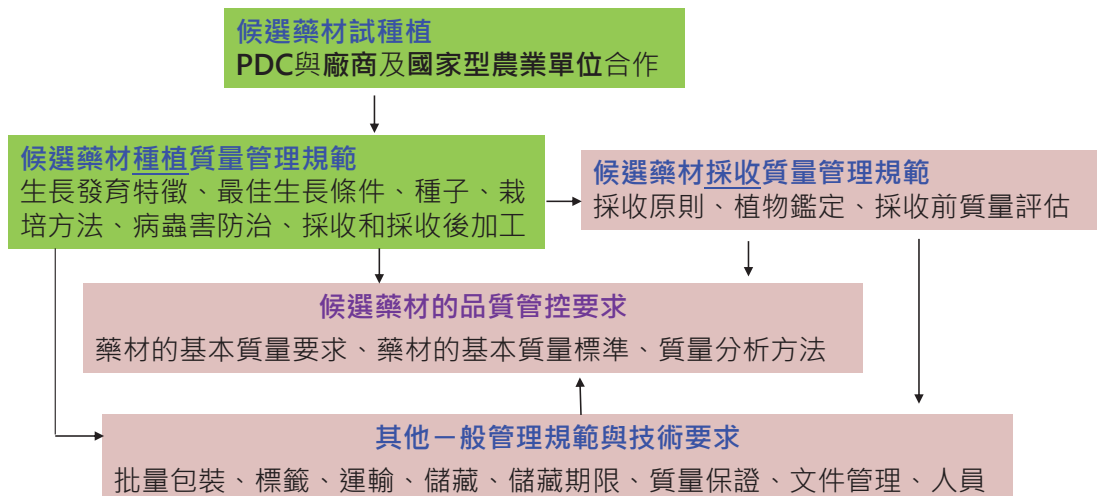 候選藥材試種植
PDC與廠商及國家型農業單位合作
候選藥材種植質量管理規範
生長發育特徵、最佳生長條件、種子、栽
培方法、病蟲害防治、採收和採收後加工
候選藥材採收質量管理規範
採收原則、植物鑑定、採收前質量評估
候選藥材的品質管控要求
藥材的基本質量要求、藥材的基本質量標準、質量分析方法
其他一般管理規範與技術要求
批量包裝、標籤、運輸、儲藏、儲藏期限、質量保證、文件管理、人員